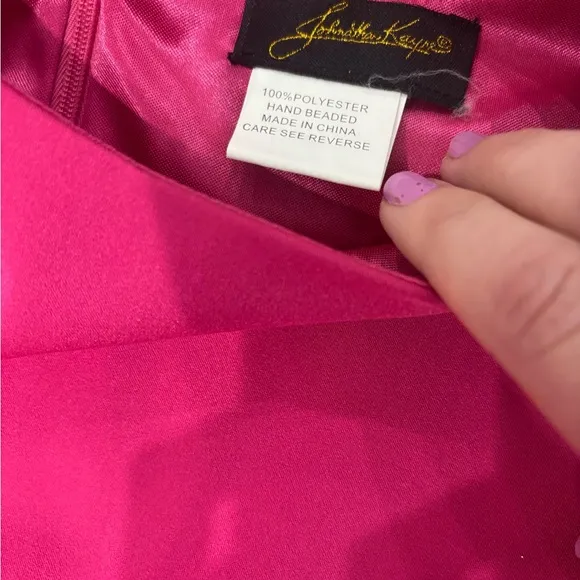 Johnathan Kayne®
100%POLYESTER
HAND BEADED
MADE IN CHINA
CARE SEE REVERSE